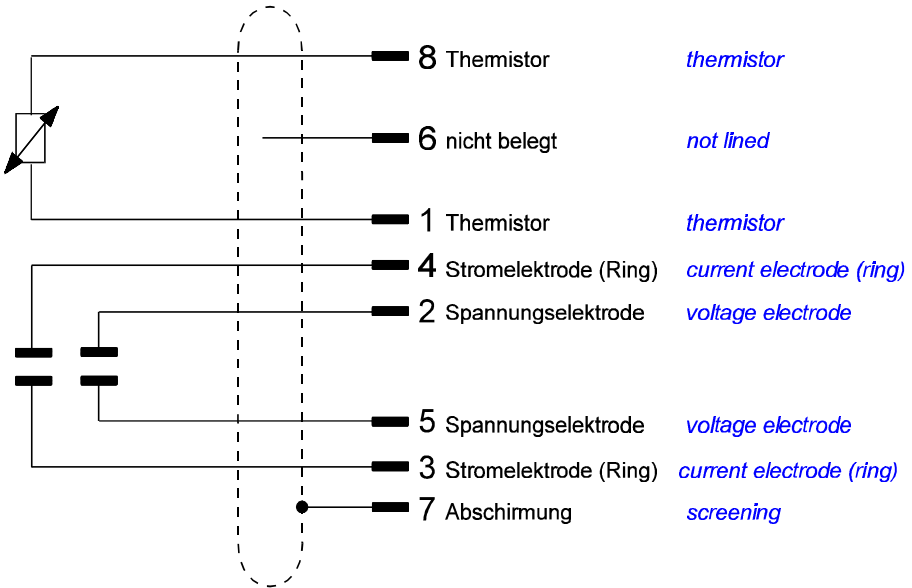 8 Thermistor thermistor
6 nicht belegt not lined
1 Thermistor thermistor
4 Stromelektrode (Ring) current electrode (ring)
2 Spannungselektrode voltage electrode
5 Spannungselektrode voltage electrode
3 Stromelektrode (Ring) current electrode (ring)
7 Abschirmung screening